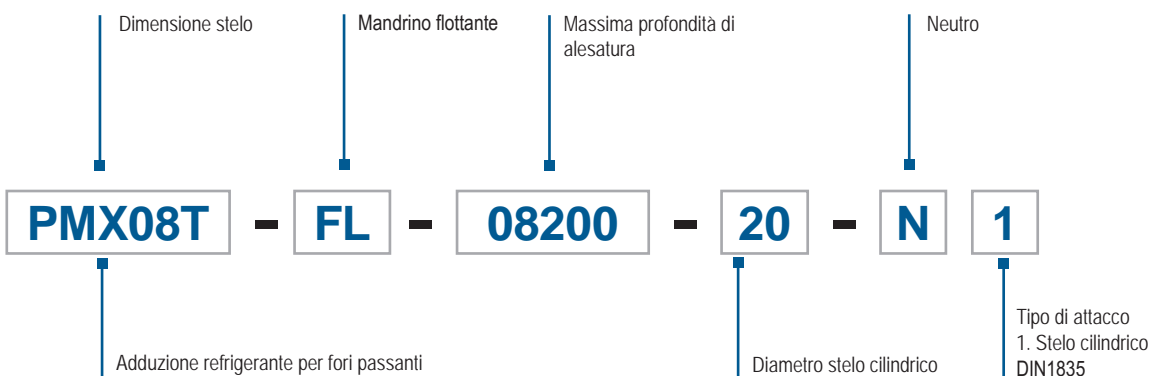 Dimensione stelo
Mandrino flottante
Massima profondità di
alesatura
Neutro
PMX08T - FL - 08200 - 20 - N 1
Adduzione refrigerante per fori passanti
Diametro stelo cilindrico
Tipo di attacco
1. Stelo cilindrico
DIN1835